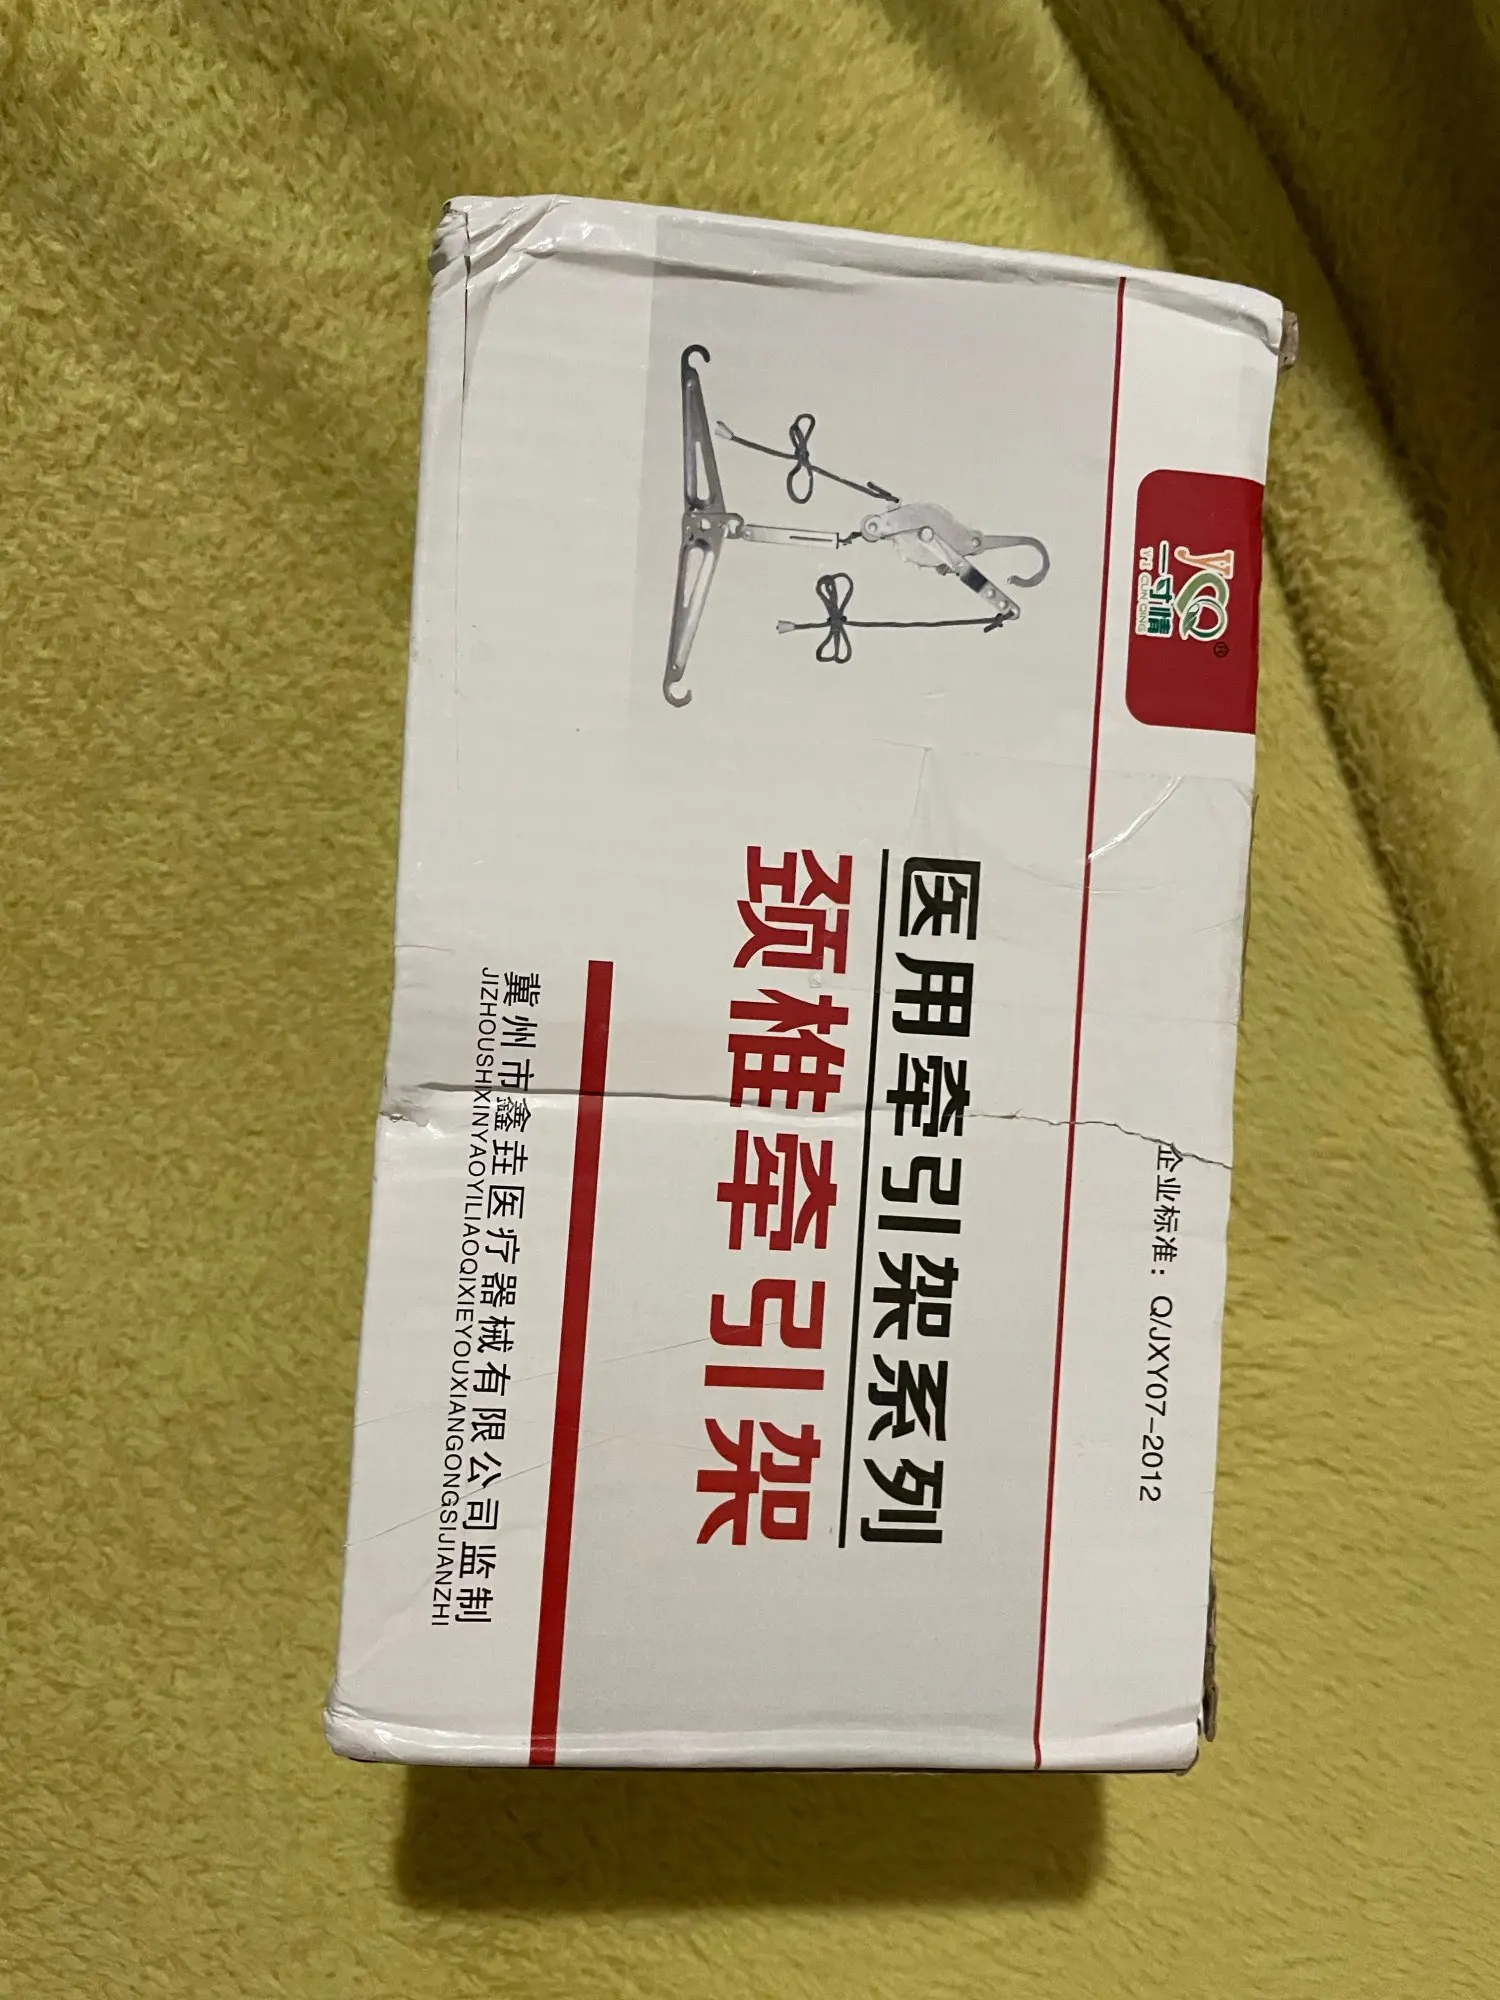 YCQ®
一寸情
YI CUN QING
企业标准：Q/JXY07-2012
医用牵引架系列
颈椎牵引架
冀州市鑫垚医疗器械有限公司监制
JIZHOUSHIXINYAOYILIAOQIXIEYOUXIANGONGSIJIANZHI